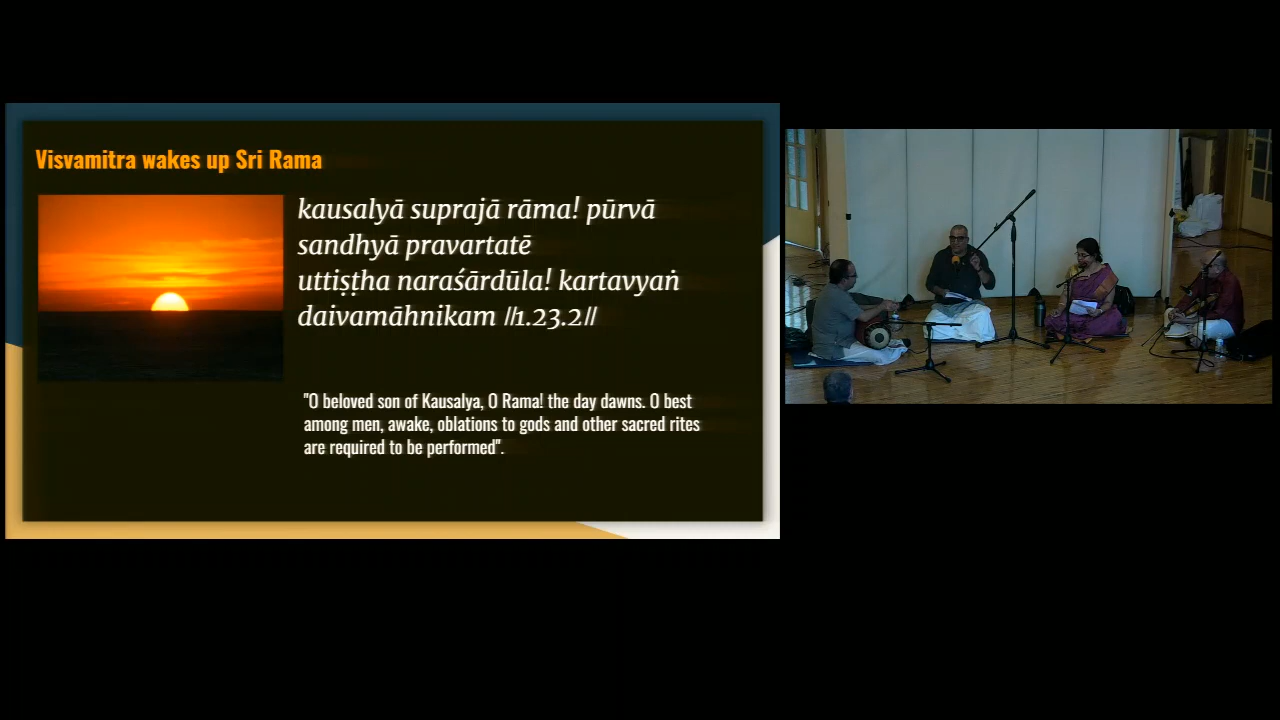 Visvamitra wakes up Sri Rama
kausalyā suprajā rāma! pūrvā
sandhyā pravartatē
uttiṣṭha naraśārdūla! kartavyaṅ
daivamāhnikam //1.23.2//
"O beloved son of Kausalya, O Rama! the day dawns. O best
among men, awake, oblations to gods and other sacred rites
are required to be performed".